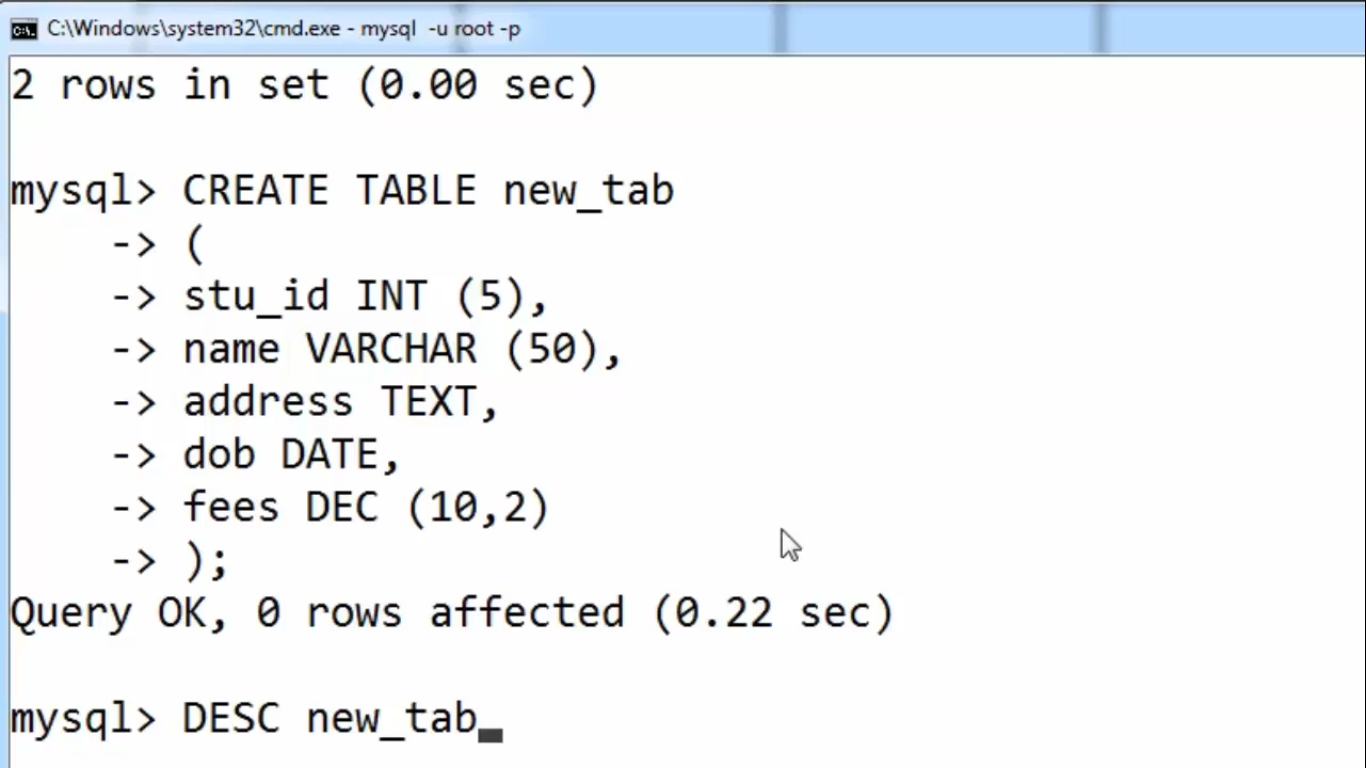 C:\Windows\system32\cmd.exe - mysql  -u root -p
2 rows in set (0.00 sec)
mysql> CREATE TABLE new_tab
    -> (
    -> stu_id INT (5),
    -> name VARCHAR (50),
    -> address TEXT,
    -> dob DATE,
    -> fees DEC (10,2)
    -> );
Query OK, 0 rows affected (0.22 sec)
mysql> DESC new_tab